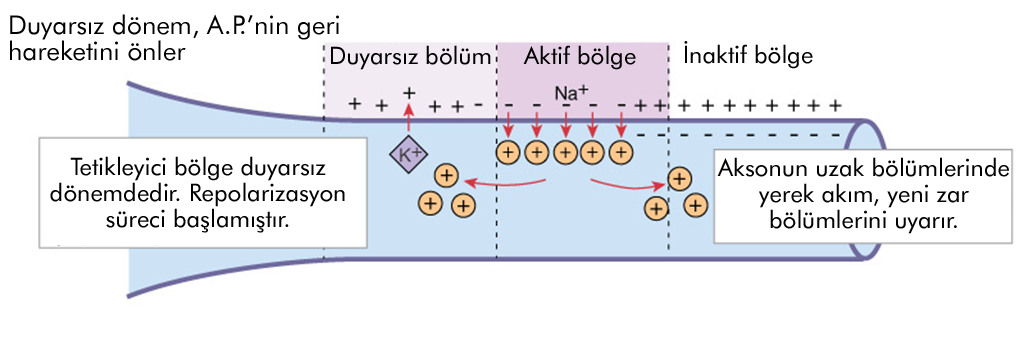 Duyarsız dönem, A.P.'nin geri
hareketini önler
Duyarsız bölüm
Aktif bölge
İnaktif bölge
+ + + + + -
- - - - -
+ + + + + + + + + + +
Na+
- - - - - - - - - - -
K+
+ + + + +
+ + +
+ + +
Tetikleyici bölge duyarsız
dönemdedir. Repolarizasyon
süreci başlamıştır.
Aksonun uzak bölümlerinde
yerek akım, yeni zar
bölümlerini uyarır.